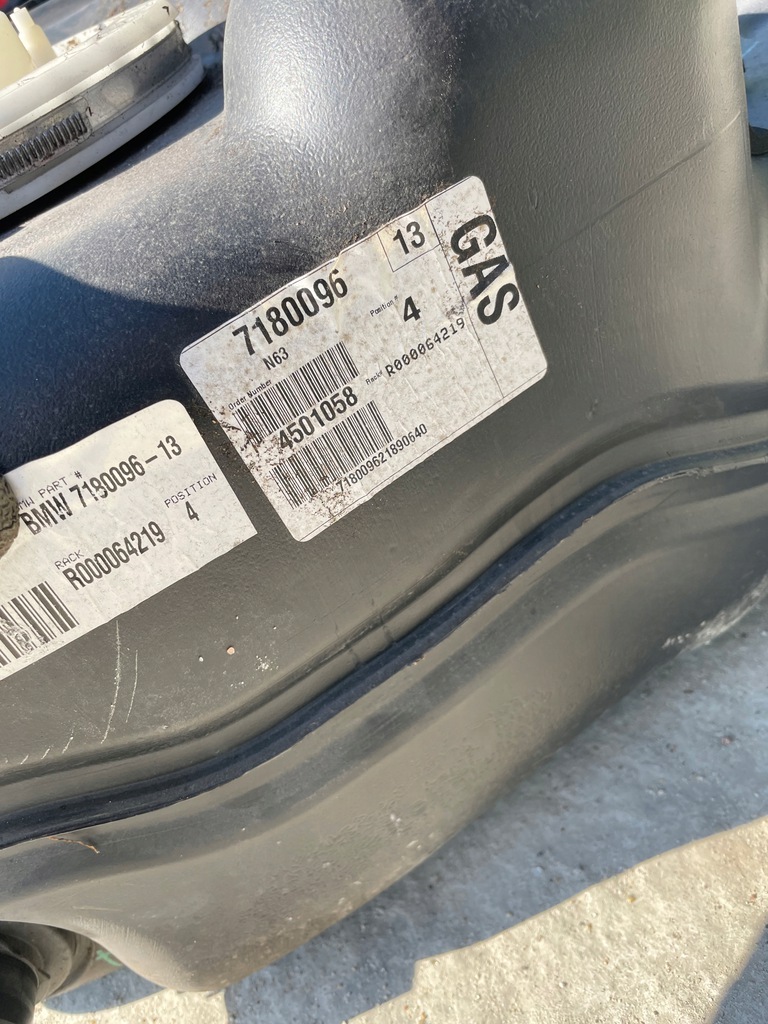 13
GAS
7180096
N63
Position #
4
Order Number
Rack#
R000064219
4501058
718009621890640
MW PART #
BMW 7180096-13
POSITION
4
RACK
R000064219